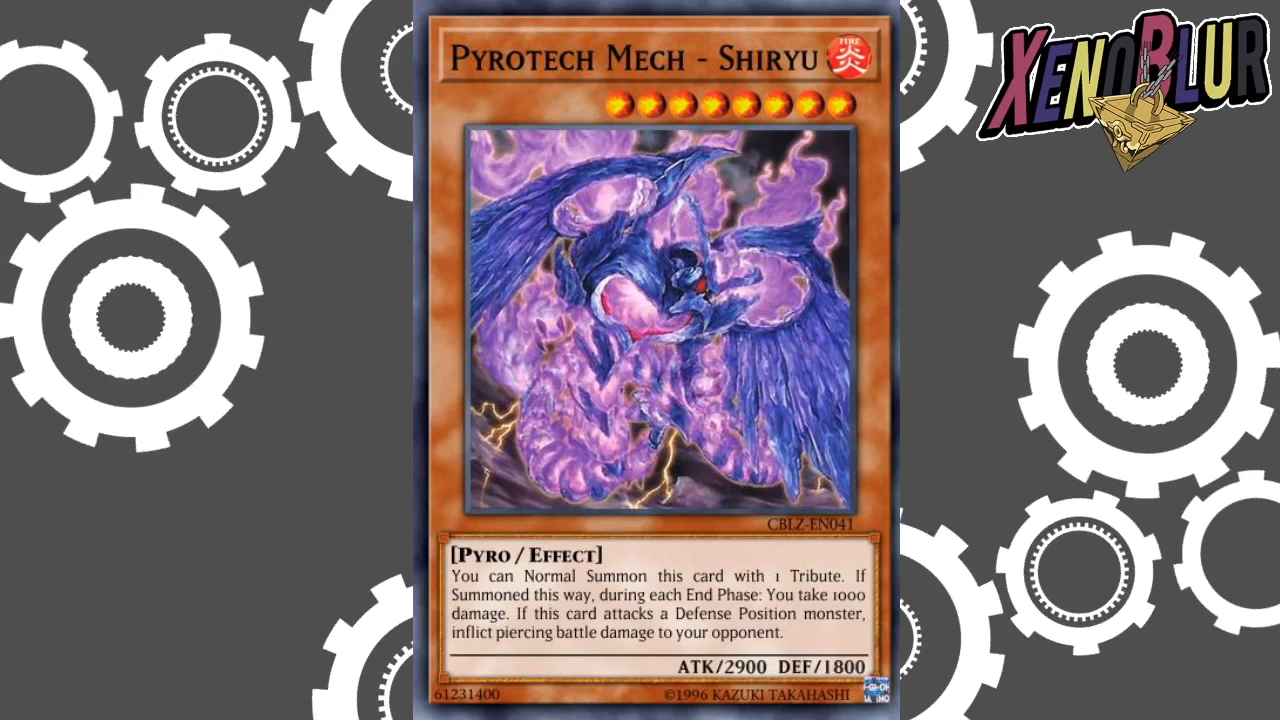 XENOBLUR
PYROTECH MECH - SHIRYU
FIRE
炎
CBLZ-EN041
[PYRO / EFFECT]
You can Normal Summon this card with 1 Tribute. If
Summoned this way, during each End Phase: You take 1000
damage. If this card attacks a Defense Position monster,
inflict piercing battle damage to your opponent.
ATK/2900 DEF/1800
61231400
©1996 KAZUKI TAKAHASHI